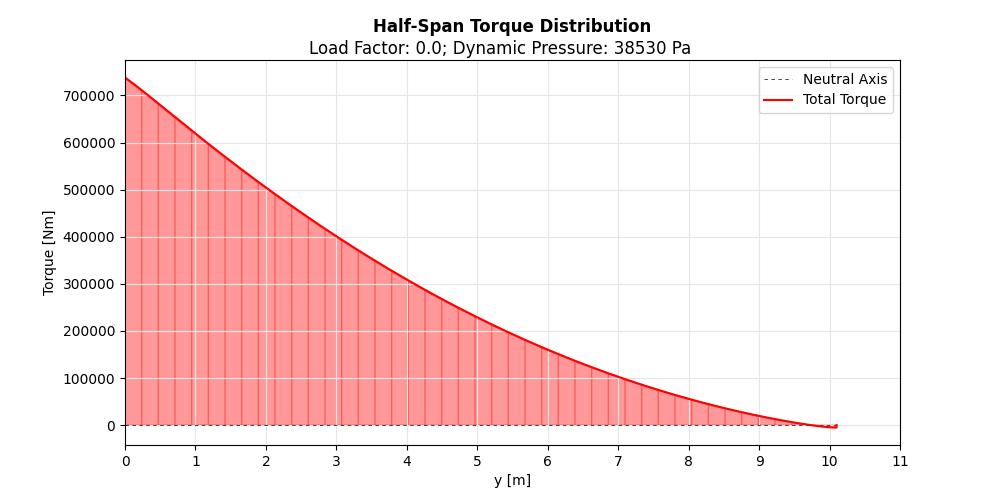 Half-Span Torque Distribution
Load Factor: 0.0; Dynamic Pressure: 38530 Pa
Neutral Axis
Total Torque
Torque [Nm]
700000
600000
500000
400000
300000
200000
100000
0
0 1 2 3 4 5 6 7 8 9 10 11
y [m]